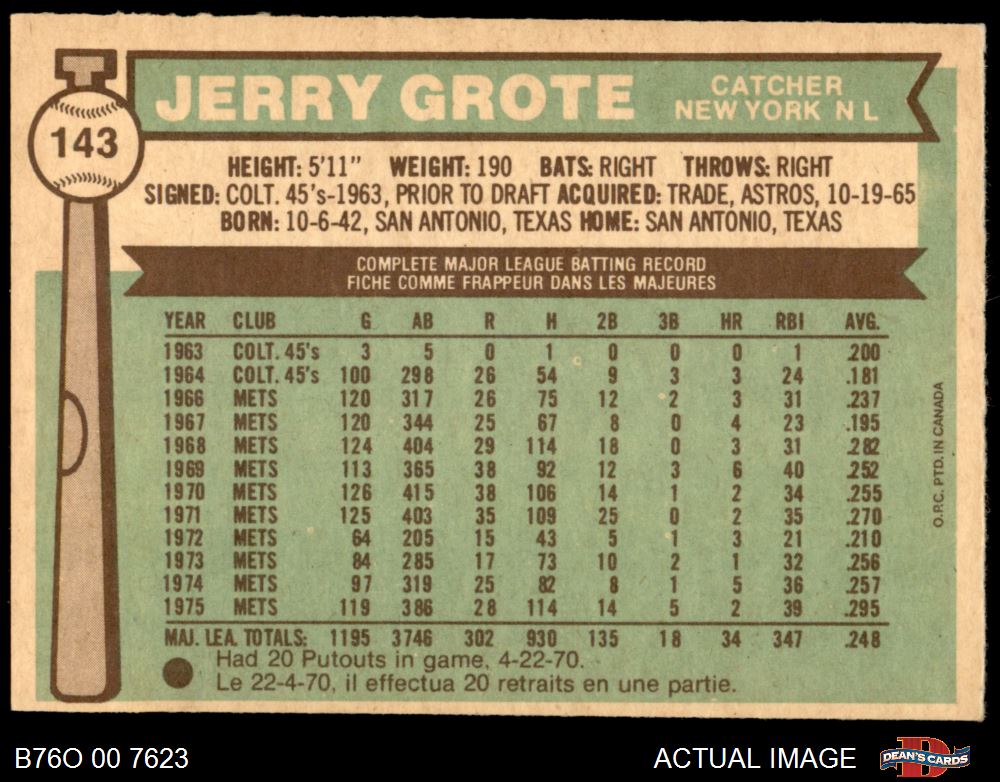 143
JERRY GROTE
CATCHER
NEW YORK N L
HEIGHT: 5'11" WEIGHT: 190 BATS: RIGHT THROWS: RIGHT
SIGNED: COLT. 45's-1963, PRIOR TO DRAFT ACQUIRED: TRADE, ASTROS, 10-19-65
BORN: 10-6-42, SAN ANTONIO, TEXAS HOME: SAN ANTONIO, TEXAS
COMPLETE MAJOR LEAGUE BATTING RECORD
FICHE COMME FRAPPEUR DANS LES MAJEURES
YEAR CLUB G AB R H 2B 3B HR RBI AVG.
1963 COLT. 45's 3 5 0 1 0 0 0 1 .200
1964 COLT. 45's 100 298 26 54 9 3 3 24 .181
1966 METS 120 317 26 75 12 2 3 31 .237
1967 METS 120 344 25 67 8 0 4 23 .195
1968 METS 124 404 29 114 18 0 3 31 .282
1969 METS 113 365 38 92 12 3 6 40 .252
1970 METS 126 415 38 106 14 1 2 34 .255
1971 METS 125 403 35 109 25 0 2 35 .270
1972 METS 64 205 15 43 5 1 3 21 .210
1973 METS 84 285 17 73 10 2 1 32 .256
1974 METS 97 319 25 82 8 1 5 36 .257
1975 METS 119 386 28 114 14 5 2 39 .295
MAJ. LEA. TOTALS: 1195 3746 302 930 135 18 34 347 .248
Had 20 Putouts in game, 4-22-70.
Le 22-4-70, il effectua 20 retraits en une partie.
O.P.C. PTD. IN CANADA
B76O 00 7623
ACTUAL IMAGE
DEAN'S CARDS